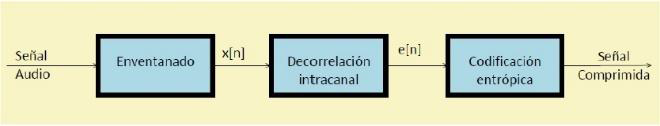 Señal
Audio
Enventanado
x[n]
Decorrelación
intracanal
e[n]
Codificación
entrópica
Señal
Comprimida